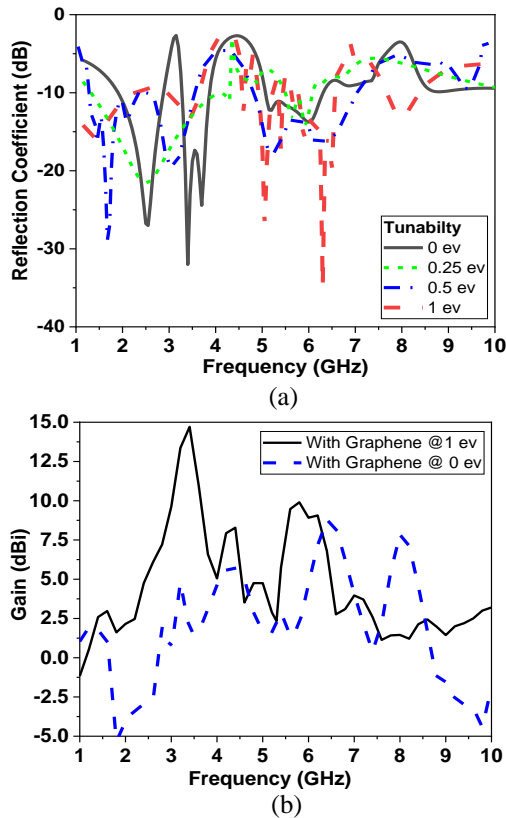 0
-10
-20
-30
-40
Reflection Coefficient (dB)
Tunabilty
0 ev
0.25 ev
0.5 ev
1 ev
1 2 3 4 5 6 7 8 9 10
Frequency (GHz)
(a)
15.0
12.5
10.0
7.5
5.0
2.5
0.0
-2.5
-5.0
Gain (dBi)
With Graphene @1 ev
With Graphene @ 0 ev
1 2 3 4 5 6 7 8 9 10
Frequency (GHz)
(b)